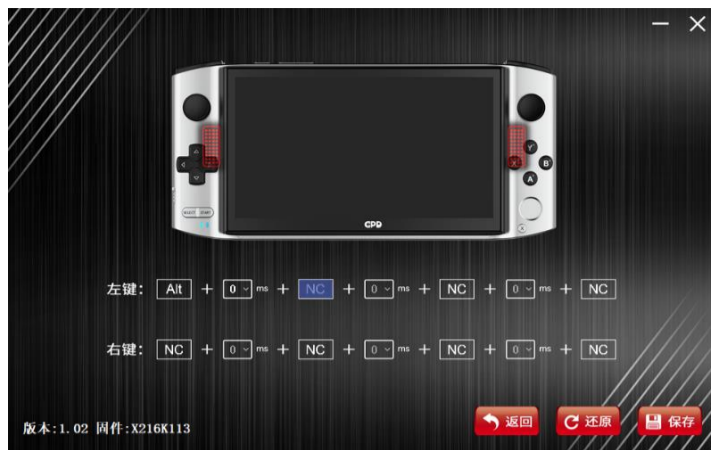 Y
X
B
A
SELECT START
GPD
左键： Alt + 0 ms + NC + 0 ms + NC + 0 ms + NC
右键： NC + 0 ms + NC + 0 ms + NC + 0 ms + NC
版本:1.02 固件:X216K113
返回
还原
保存